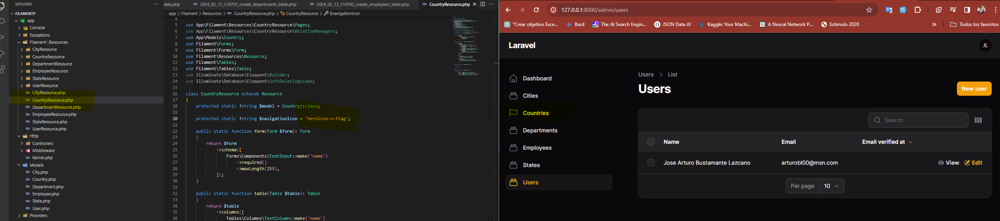 EXPLORER
FILAMENTP
app
Console
Exceptions
Filament\Resources
CityResource
CountryResource
DepartmentResource
EmployeeResource
StateResource
UserResource
CityResource.php
CountryResource.php
DepartmentResource.php
EmployeeResource.php
StateResource.php
UserResource.php
Http
Controllers
Middleware
Kernel.php
Models
City.php
Country.php
Department.php
Employee.php
State.php
User.php
Providers
able.php
2024_02_12_210701_create_departments_table.php
2024_02_12_210742_create_employees_table.php
CountryResource.php
app > Filament > Resources > CountryResource.php > CountryResource > $navigationIcon
4
5 use App\Filament\Resources\CountryResource\Pages;
6 use App\Filament\Resources\CountryResource\RelationManagers;
7 use App\Models\Country;
8 use Filament\Forms;
9 use Filament\Forms\Form;
10 use Filament\Resources\Resource;
11 use Filament\Tables;
12 use Filament\Tables\Table;
13 use Illuminate\Database\Eloquent\Builder;
14 use Illuminate\Database\Eloquent\SoftDeletingScope;
15
16 class CountryResource extends Resource
17 {
18 protected static ?string $model = Country::class;
19
20 protected static ?string $navigationIcon = 'heroicon-o-flag';
21
22 public static function form(Form $form): Form
23 {
24 return $form
25 ->schema([
26 Forms\Components\TextInput::make('name')
27 ->required()
28 ->maxLength(255),
29 ]);
30 }
31
32 public static function table(Table $table): Table
33 {
34 return $table
35 ->columns([
36 Tables\Columns\TextColumn::make('name')
127.0.0.1:8000/admin/users
"Crear objetivo Exce...
Bard
The AI Search Engin...
JSON Data AI
Kaggle: Your Machi...
A Neural Network P...
Estimulo 2020
»
Todos los favoritos
Laravel
JL
Dashboard
Cities
Countries
Departments
Employees
States
Users
Users > List
Users
New user
Search
Name Email Email verified at
Jose Arturo Bustamante Lazcano arturobl00@msn.com View Edit
Per page 10